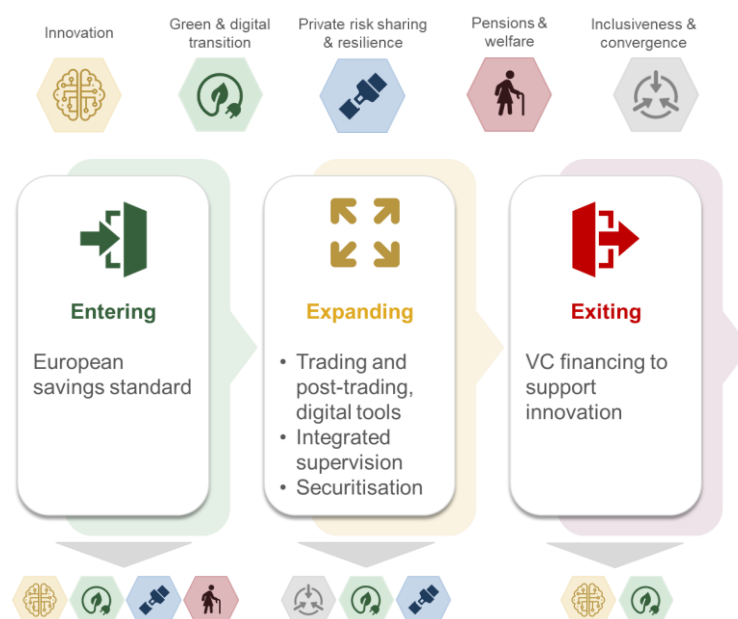 Innovation
Green & digital
transition
Private risk sharing
& resilience
Pensions &
welfare
Inclusiveness &
convergence
Entering
European
savings standard
Expanding
• Trading and
post-trading,
digital tools
• Integrated
supervision
• Securitisation
Exiting
VC financing to
support
innovation